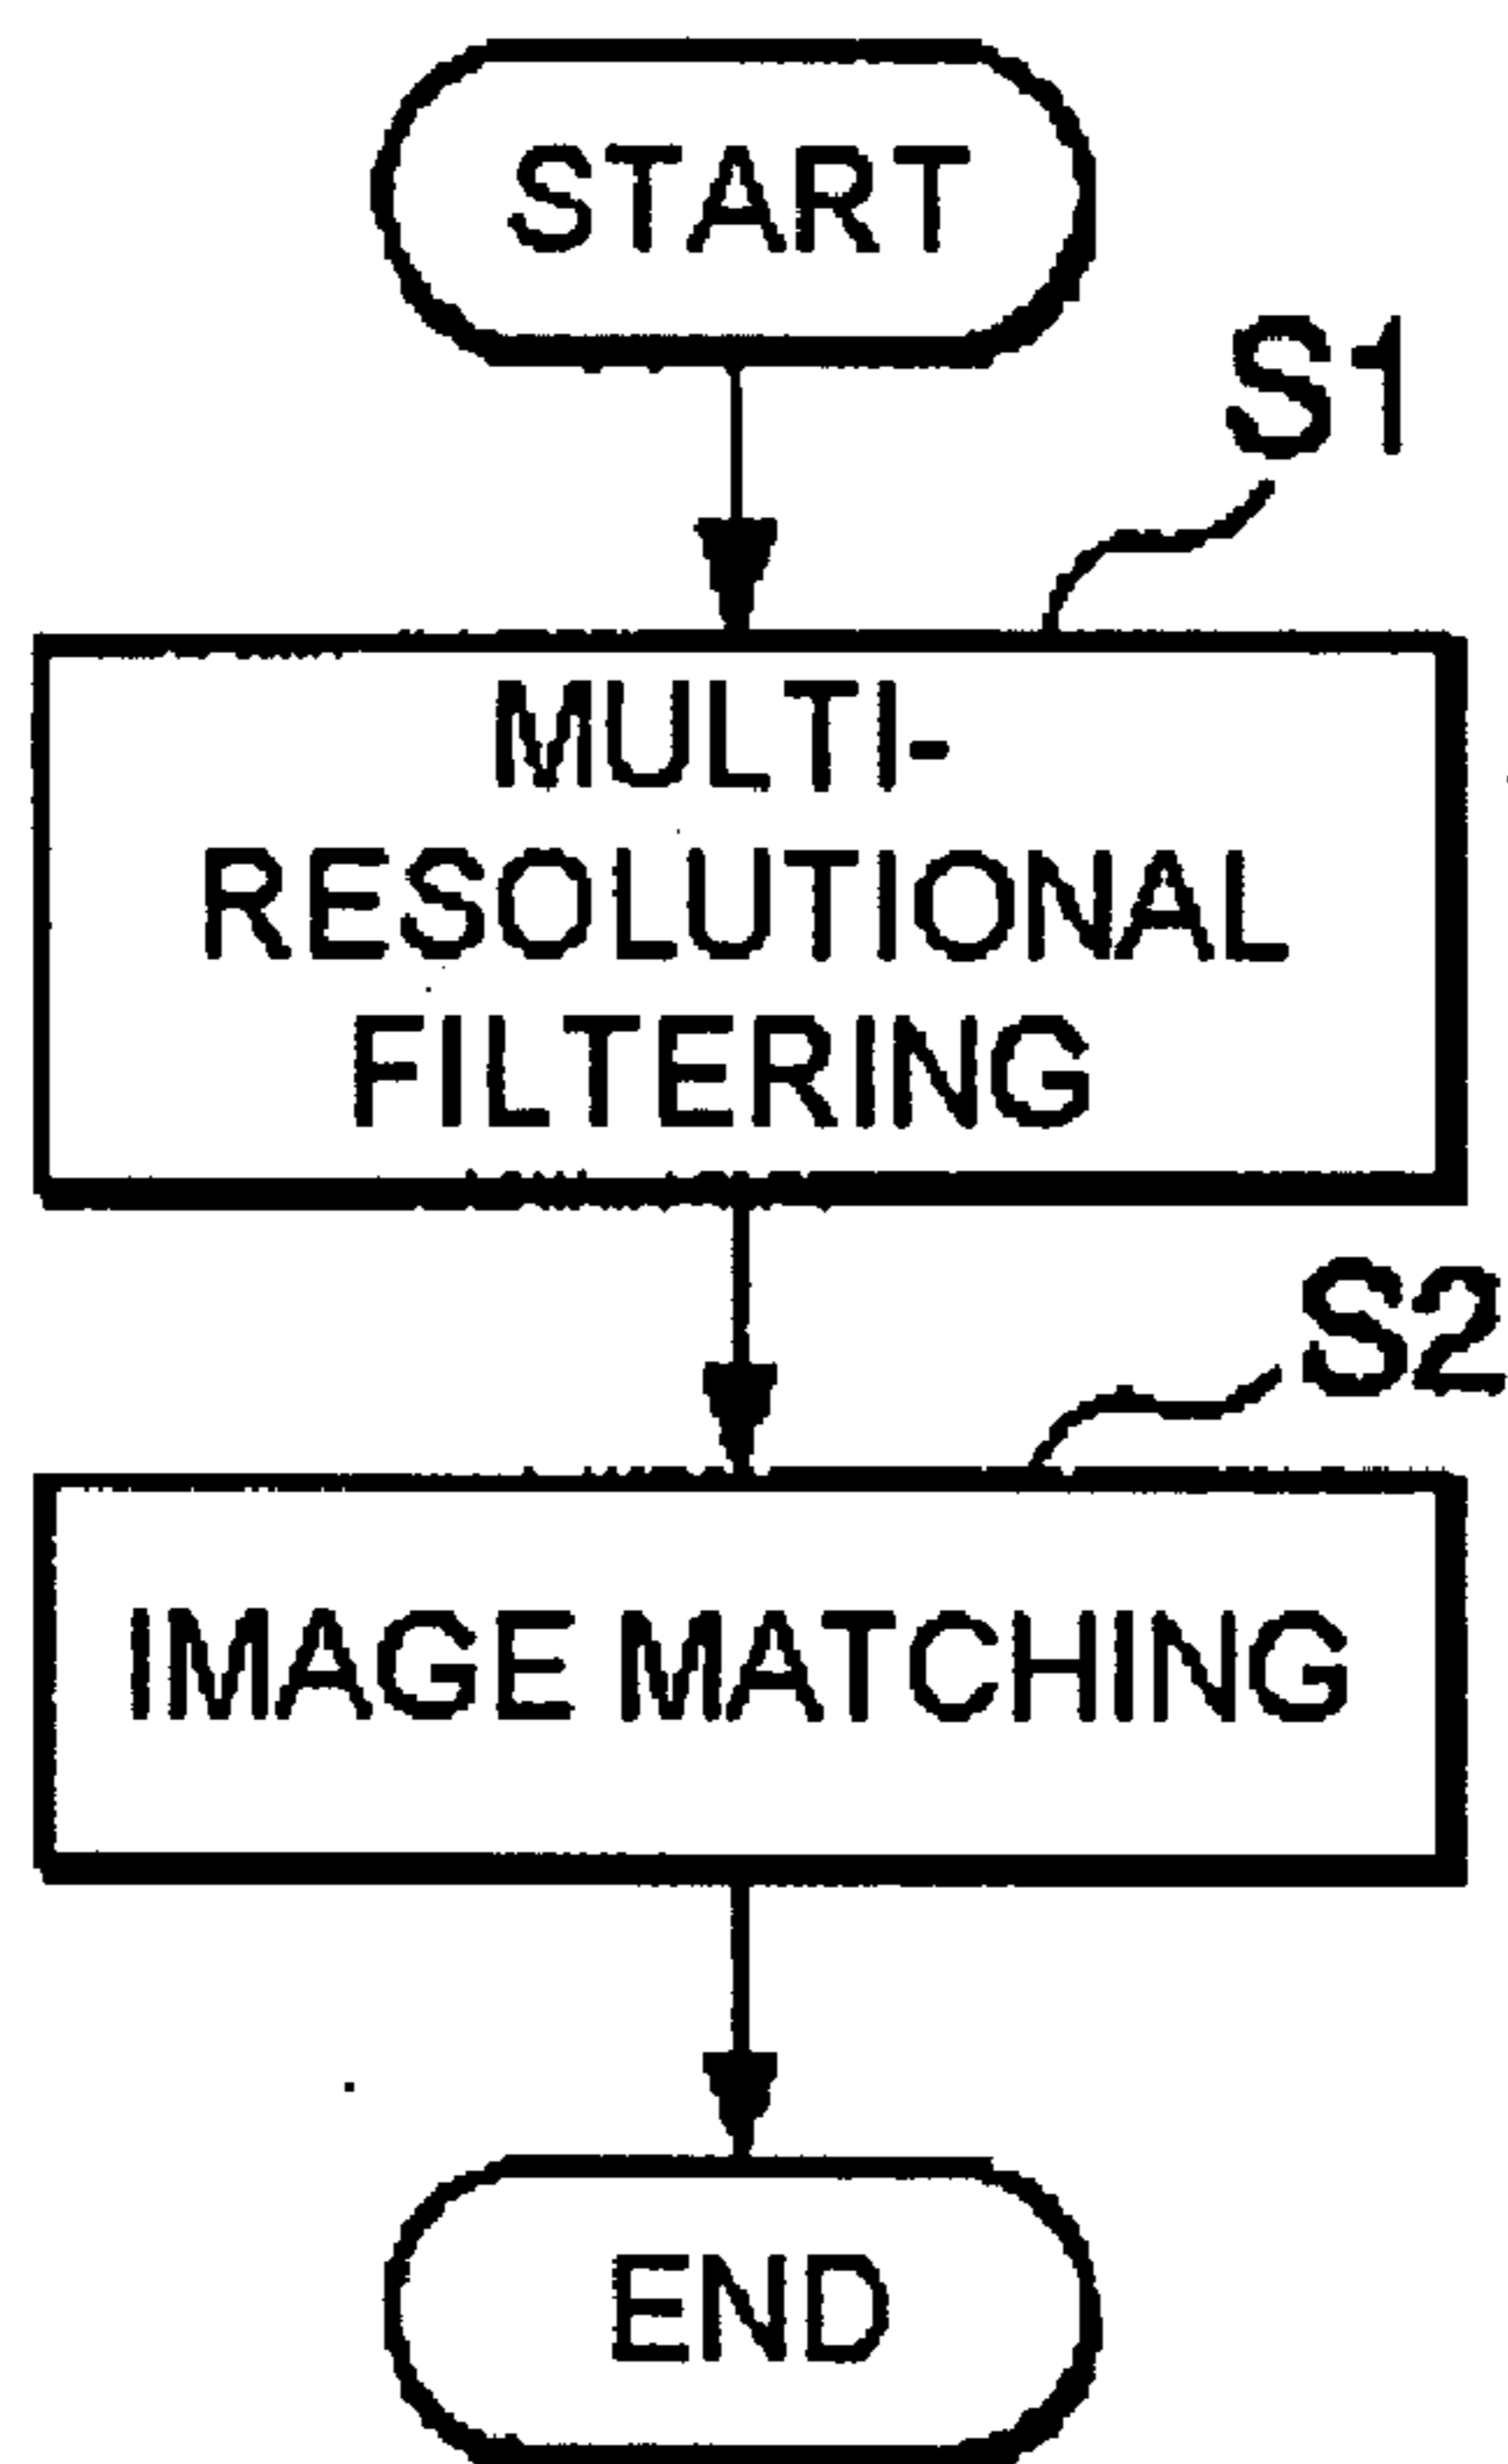 START
S1
MULTI-
RESOLUTIONAL
FILTERING
S2
IMAGE MATCHING
END